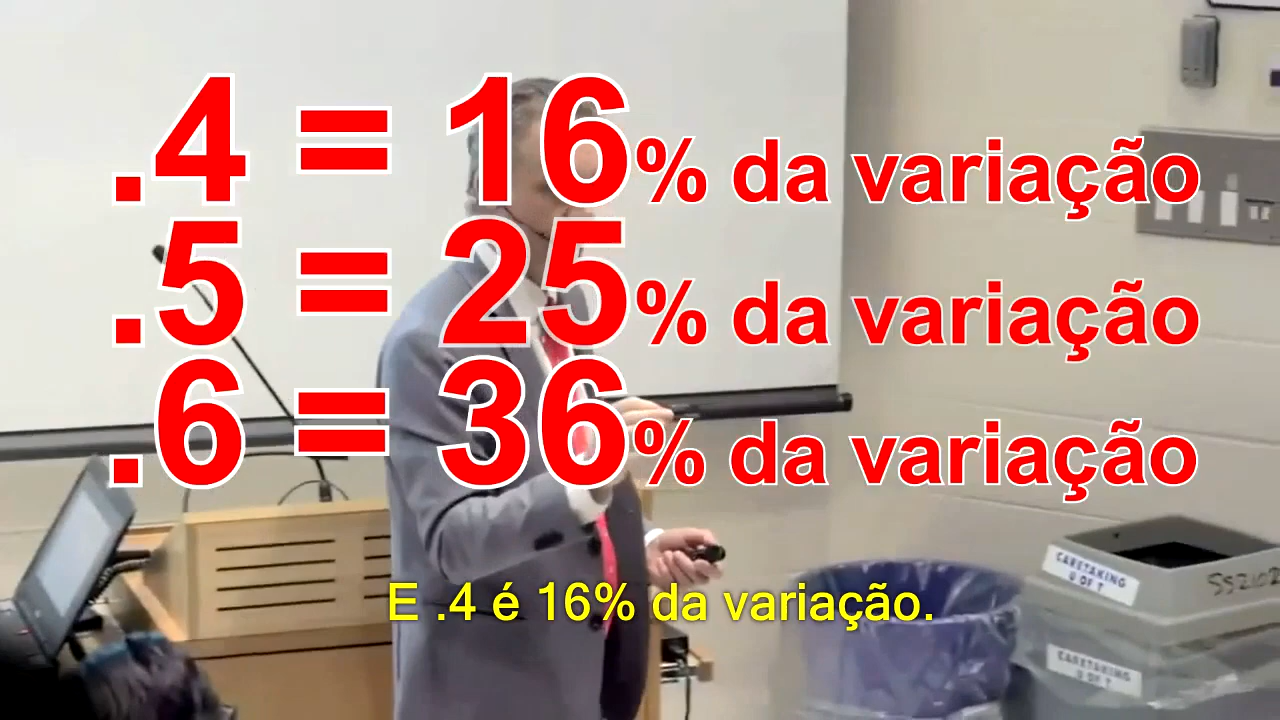 .4 = 16% da variação
.5 = 25% da variação
.6 = 36% da variação
E .4 é 16% da variação.
CARETAKING
U OF T
SS2102
CARETAKING
U OF T